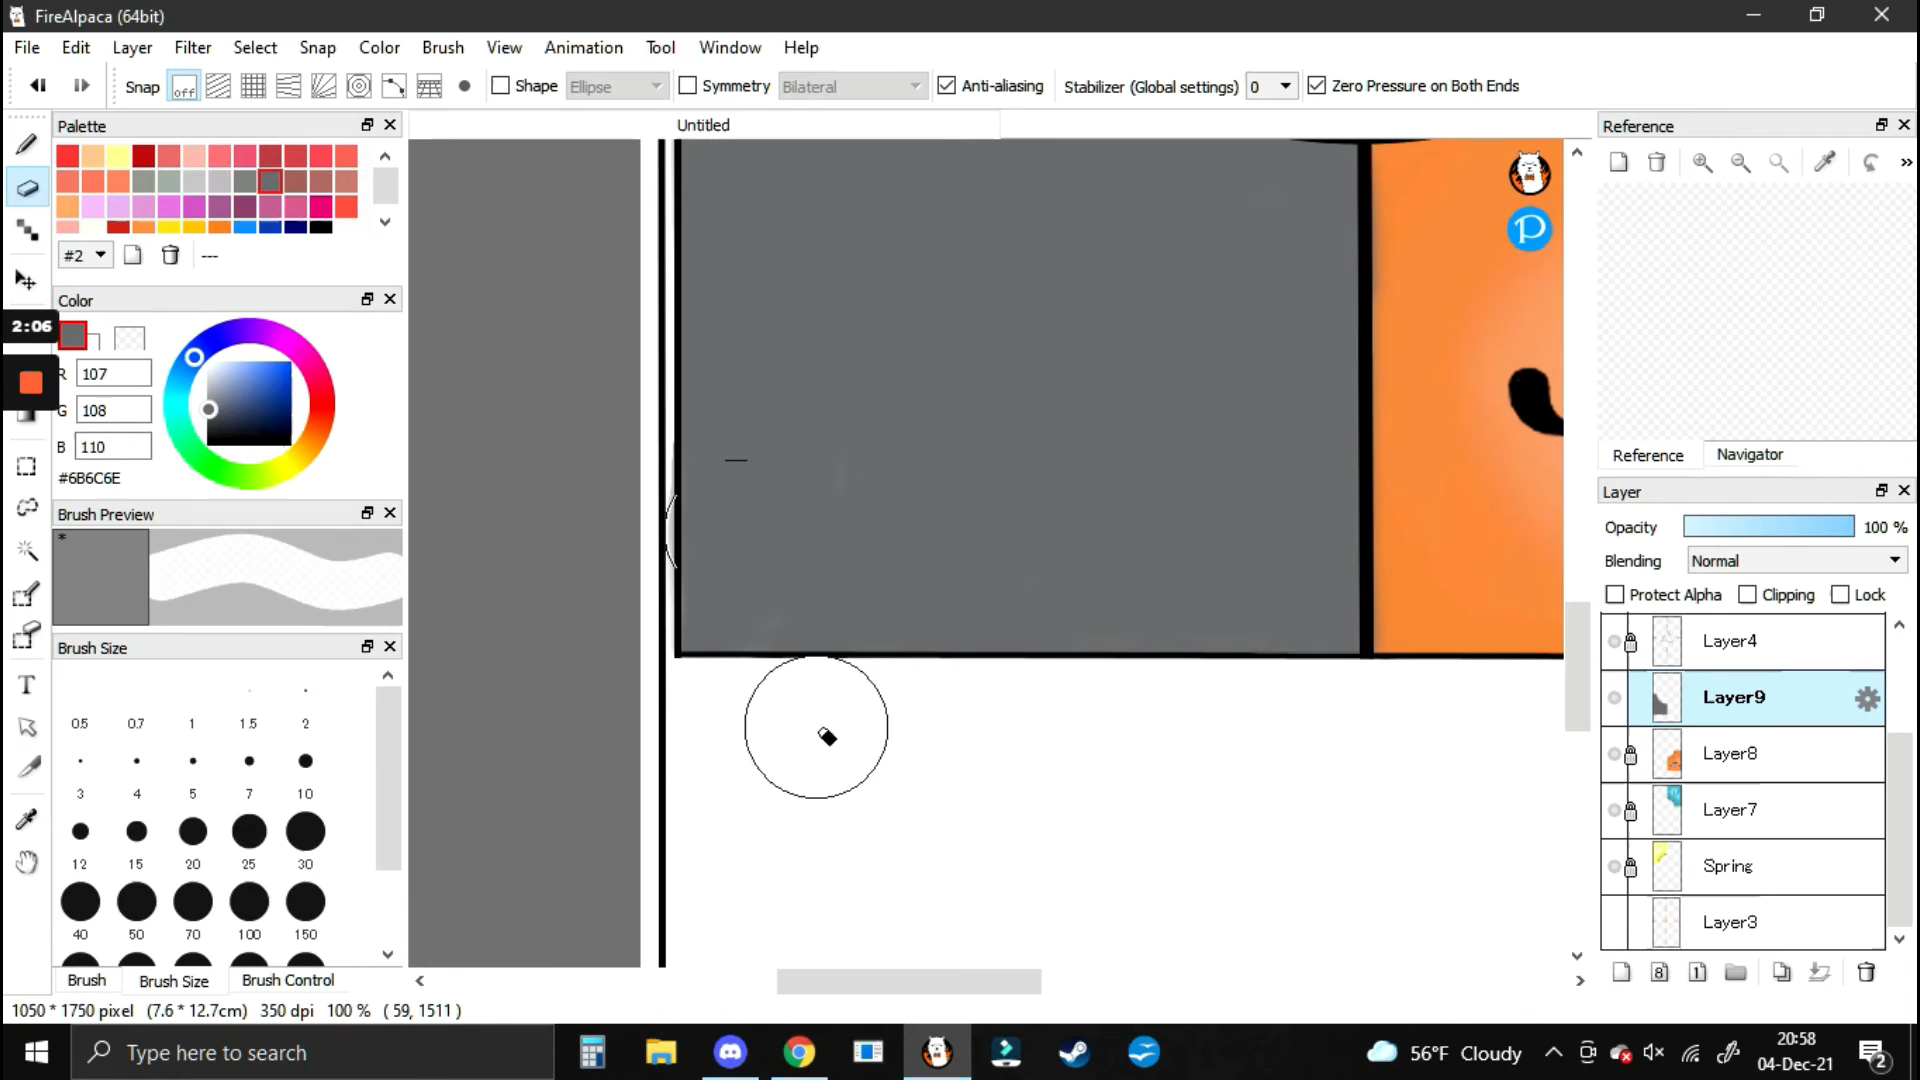 FireAlpaca (64bit)
File Edit Layer Filter Select Snap Color Brush View Animation Tool Window Help
Snap off Shape Ellipse Symmetry Bilateral Anti-aliasing Stabilizer (Global settings) 0 Zero Pressure on Both Ends
Palette
Untitled
Reference
#2 ---
Color
2:06
R 107
G 108
B 110
#6B6C6E
Reference Navigator
Layer
Opacity 100 %
Brush Preview
*
Blending Normal
Protect Alpha Clipping Lock
Brush Size
Layer4
Layer9
0.5 0.7 1 1.5 2
Layer8
3 4 5 7 10
Layer7
12 15 20 25 30
Spring
40 50 70 100 150
Layer3
Brush Brush Size Brush Control
8 1
1050 * 1750 pixel (7.6 * 12.7cm) 350 dpi 100 % ( 59, 1511 )
Type here to search
56°F Cloudy
20:58
04-Dec-21
2